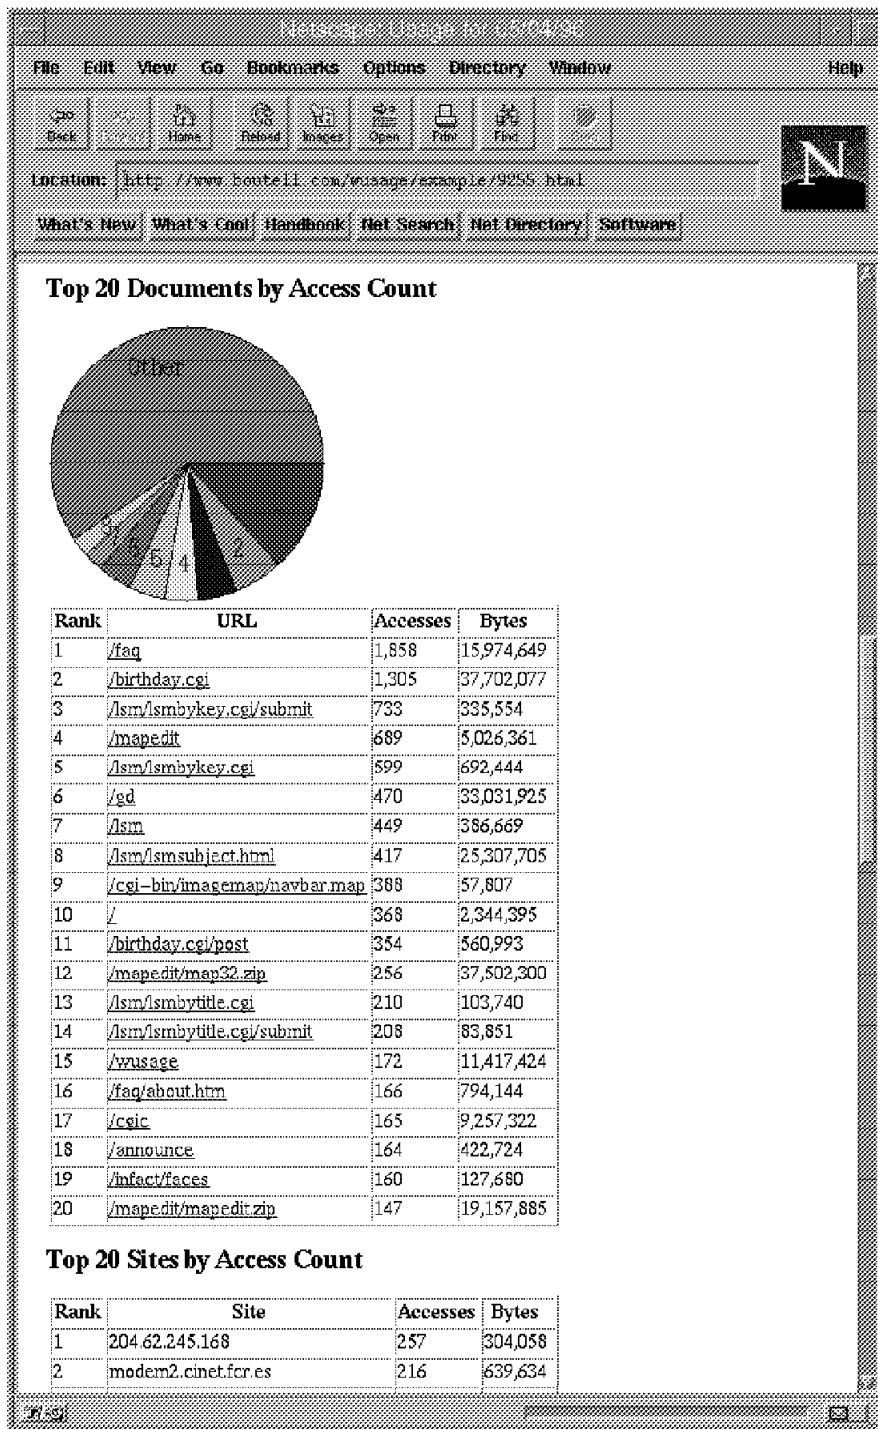 Netscape: Usage for 05/04/96
File Edit View Go Bookmarks Options Directory Window Help
Back Home Reload Images Open Print Find
Location: http://www.boutell.com/wusage/example/9255.html
What's New What's Cool Handbook Net Search Net Directory Software
N
Top 20 Documents by Access Count
Other
2
4
5
Rank URL Accesses Bytes
1 /faq 1,858 15,974,649
2 /birthday.cgi 1,305 37,702,077
3 /lsm/lsmbykey.cgi/submit 733 335,554
4 /mapedit 689 5,026,361
5 /lsm/lsmbykey.cgi 599 692,444
6 /gd 470 33,031,925
7 /lsm 449 386,669
8 /lsm/lsmsubject.html 417 25,307,705
9 /cgi-bin/imagemap/navbar.map 388 57,807
10 / 368 2,344,395
11 /birthday.cgi/post 354 560,993
12 /mapedit/map32.zip 256 37,502,300
13 /lsm/lsmbytitle.cgi 210 103,740
14 /lsm/lsmbytitle.cgi/submit 208 83,851
15 /wusage 172 11,417,424
16 /faq/about.htm 166 794,144
17 /cgic 165 9,257,322
18 /announce 164 422,724
19 /infact/faces 160 127,680
20 /mapedit/mapedit.zip 147 19,157,885
Top 20 Sites by Access Count
Rank Site Accesses Bytes
1 204.62.245.168 257 304,058
2 modem2.cinet.fcr.es 216 639,634